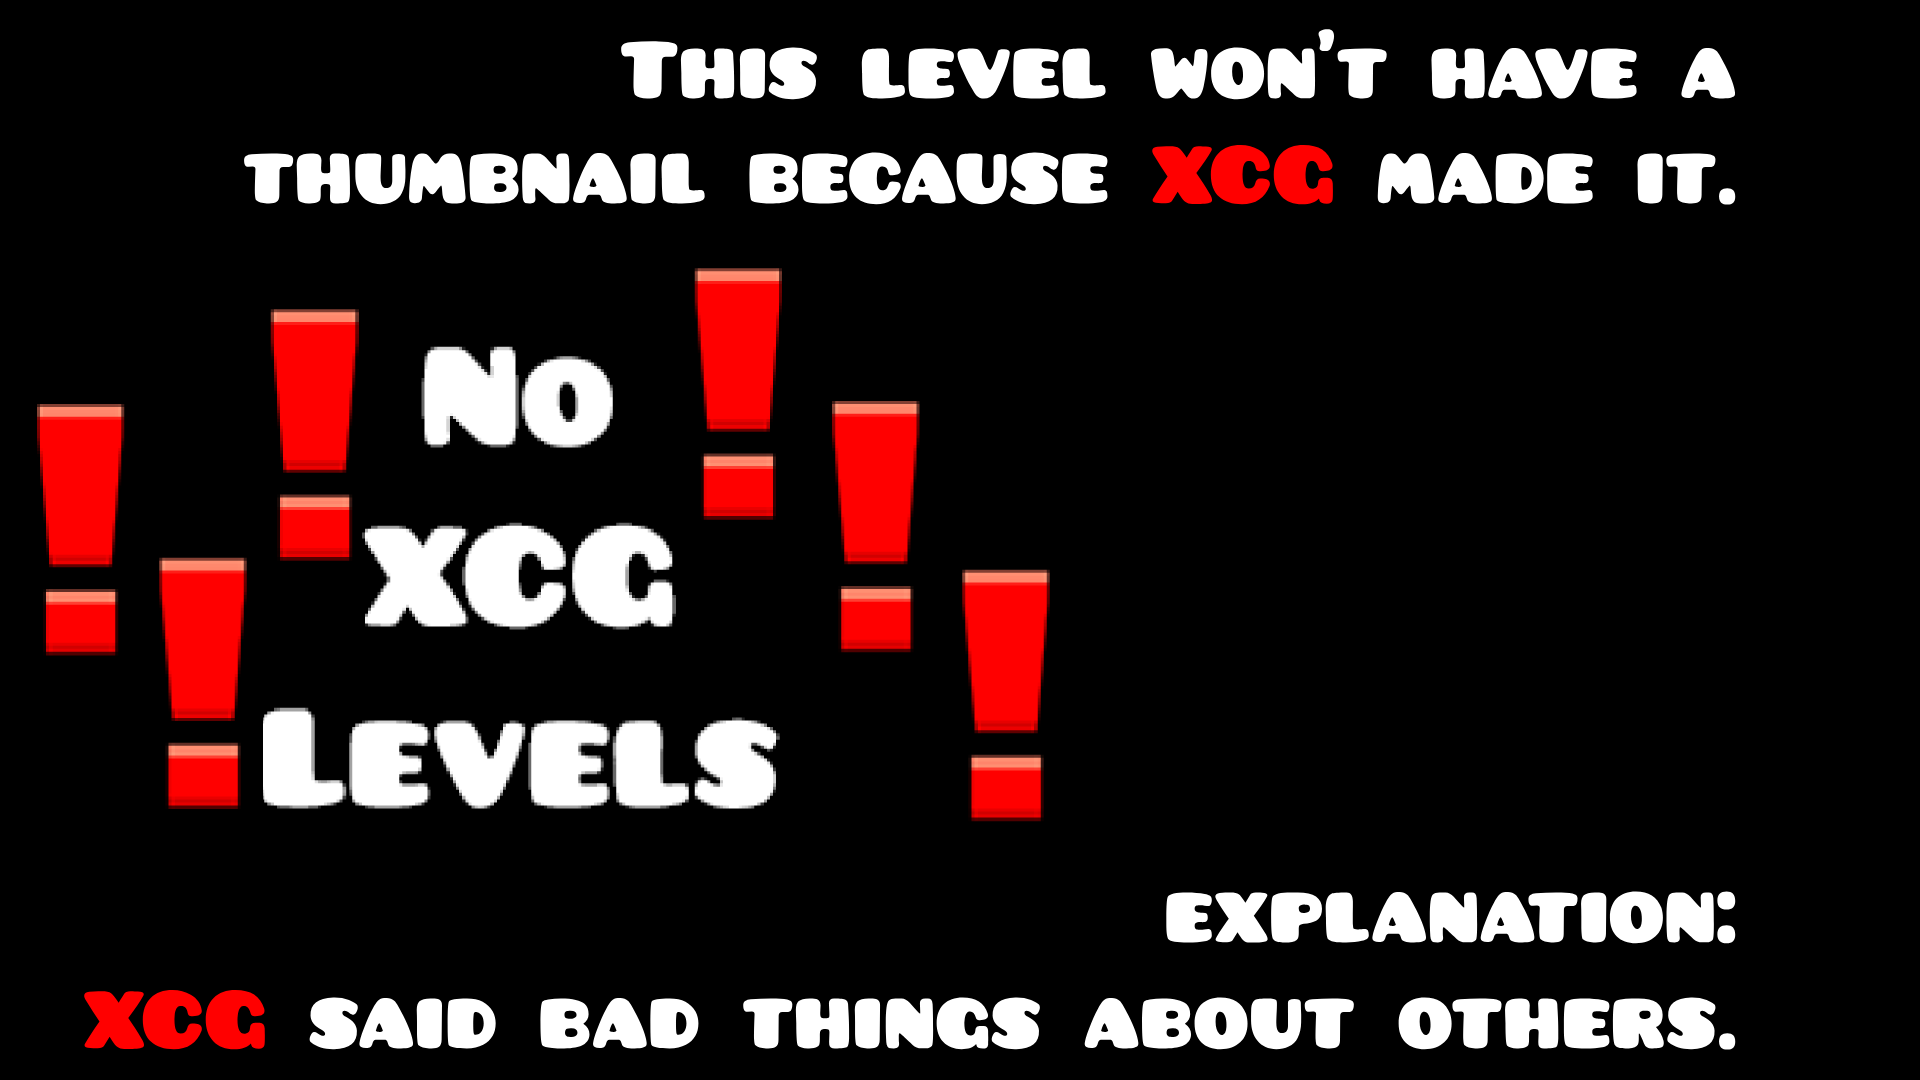 This level won't have a
thumbnail because XCG made it.
No
XCG
Levels
explanation:
XCG said bad things about others.